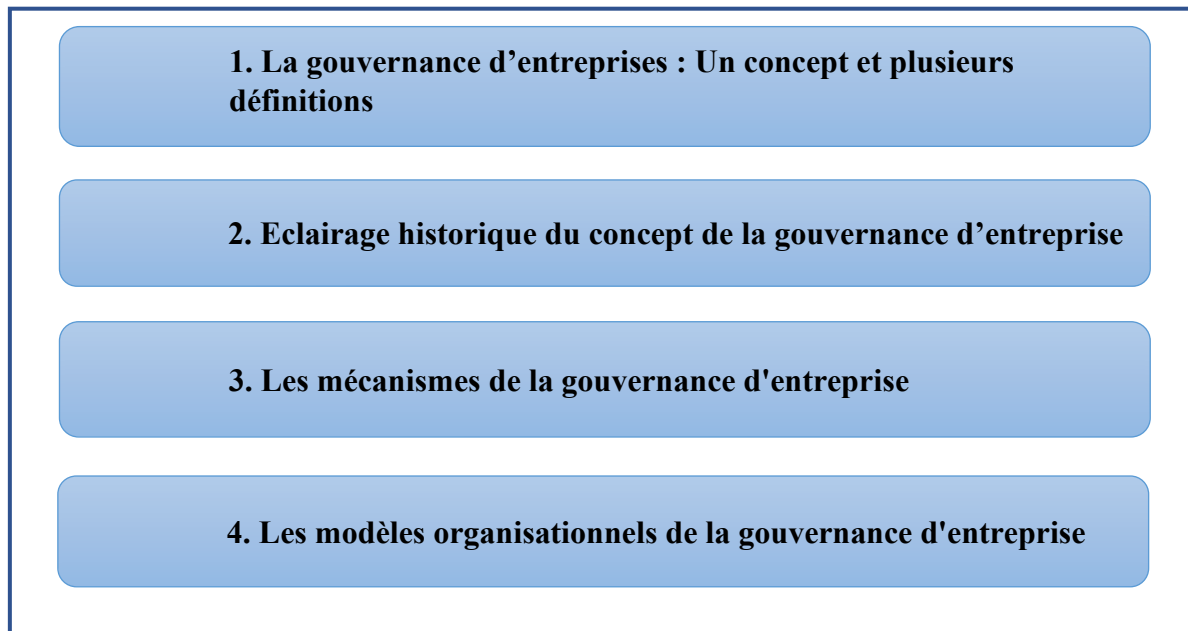 1. La gouvernance d’entreprises : Un concept et plusieurs
définitions
2. Eclairage historique du concept de la gouvernance d’entreprise
3. Les mécanismes de la gouvernance d'entreprise
4. Les modèles organisationnels de la gouvernance d'entreprise